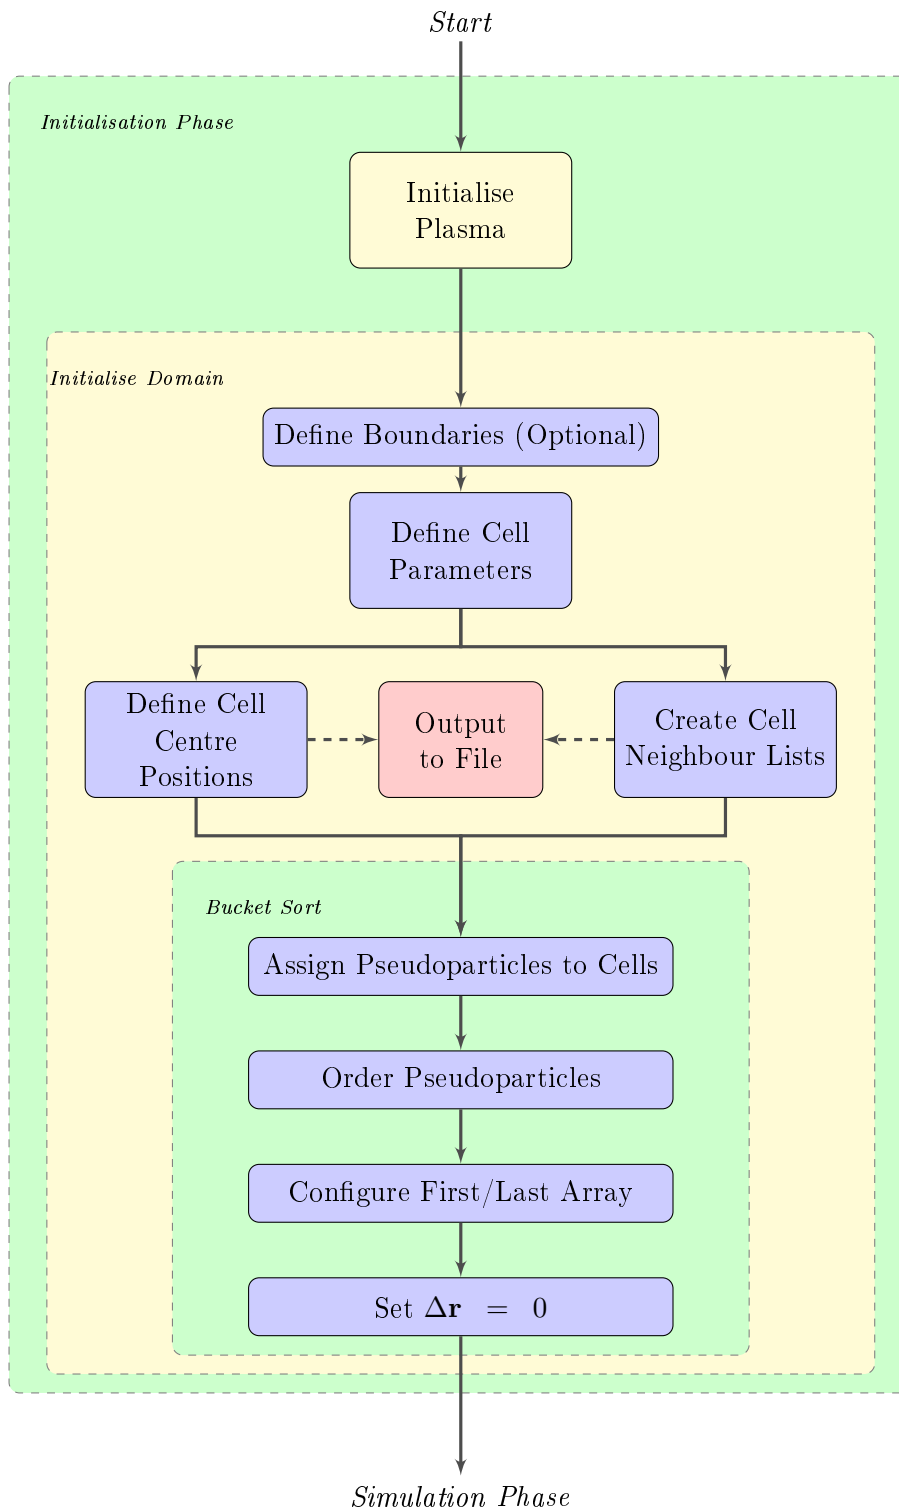 Start
Initialisation Phase
Initialise
Plasma
Initialise Domain
Define Boundaries (Optional)
Define Cell
Parameters
Define Cell
Centre
Positions
Output
to File
Create Cell
Neighbour Lists
Bucket Sort
Assign Pseudoparticles to Cells
Order Pseudoparticles
Configure First/Last Array
Set Δr = 0
Simulation Phase